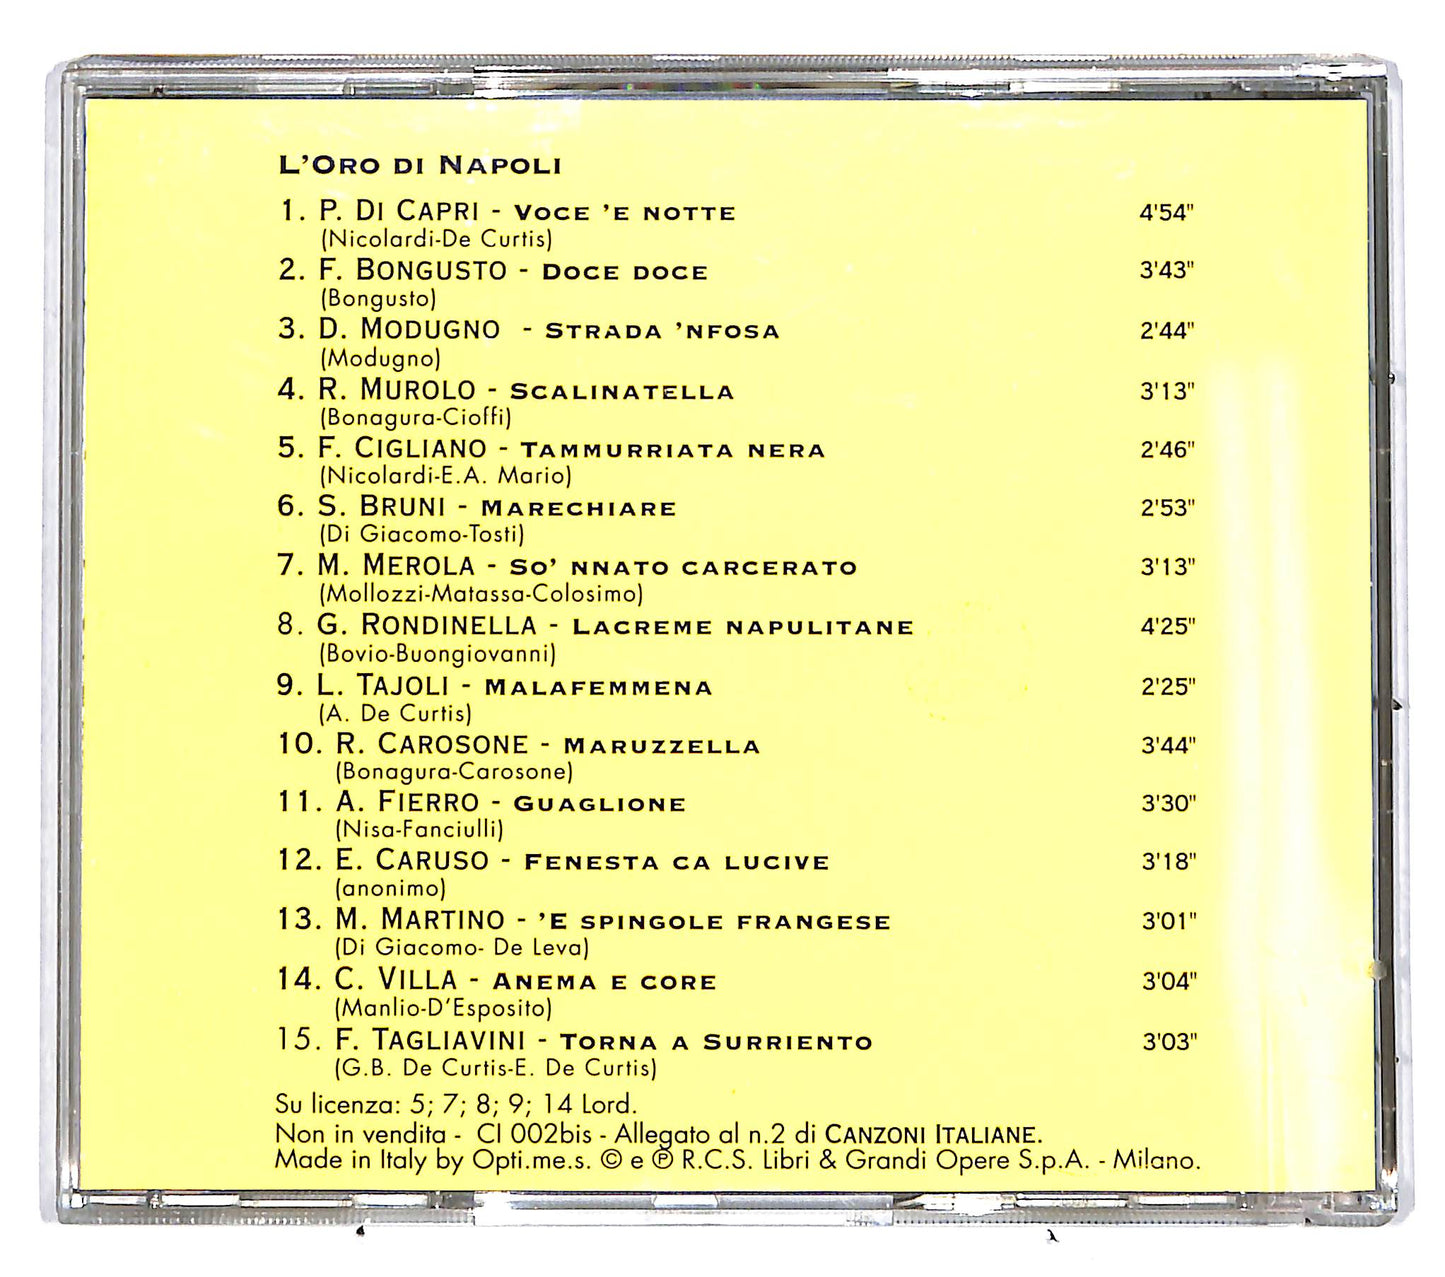 L'ORO DI NAPOLI
1. P. DI CAPRI - VOCE 'E NOTTE 4'54"
(Nicolardi-De Curtis)
2. F. BONGUSTO - DOCE DOCE 3'43"
(Bongusto)
3. D. MODUGNO - STRADA 'NFOSA 2'44"
(Modugno)
4. R. MUROLO - SCALINATELLA 3'13"
(Bonagura-Cioffi)
5. F. CIGLIANO - TAMMURRIATA NERA 2'46"
(Nicolardi-E.A. Mario)
6. S. BRUNI - MARECHIARE 2'53"
(Di Giacomo-Tosti)
7. M. MEROLA - SO' NNATO CARCERATO 3'13"
(Mollozzi-Matassa-Colosimo)
8. G. RONDINELLA - LACREME NAPULITANE 4'25"
(Bovio-Buongiovanni)
9. L. TAJOLI - MALAFEMMENA 2'25"
(A. De Curtis)
10. R. CAROSONE - MARUZZELLA 3'44"
(Bonagura-Carosone)
11. A. FIERRO - GUAGLIONE 3'30"
(Nisa-Fanciulli)
12. E. CARUSO - FENESTA CA LUCIVE 3'18"
(anonimo)
13. M. MARTINO - 'E SPINGOLE FRANGESE 3'01"
(Di Giacomo- De Leva)
14. C. VILLA - ANEMA E CORE 3'04"
(Manlio-D'Esposito)
15. F. TAGLIAVINI - TORNA A SURRIENTO 3'03"
(G.B. De Curtis-E. De Curtis)
Su licenza: 5; 7; 8; 9; 14 Lord.
Non in vendita - CI 002bis - Allegato al n.2 di CANZONI ITALIANE.
Made in Italy by Opti.me.s. © e ℗ R.C.S. Libri & Grandi Opere S.p.A. - Milano.